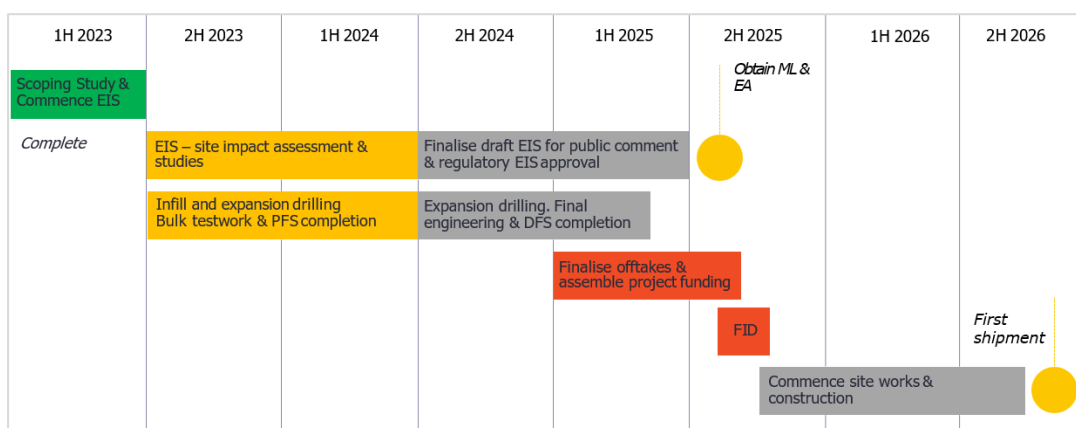 1H 2023
2H 2023
1H 2024
2H 2024
1H 2025
2H 2025
1H 2026
2H 2026
Obtain ML &
EA
Scoping Study &
Commence EIS
Complete
EIS – site impact assessment &
studies
Finalise draft EIS for public comment
& regulatory EIS approval
Infill and expansion drilling
Bulk testwork & PFS completion
Expansion drilling. Final
engineering & DFS completion
Finalise offtakes &
assemble project funding
FID
First
shipment
Commence site works &
construction